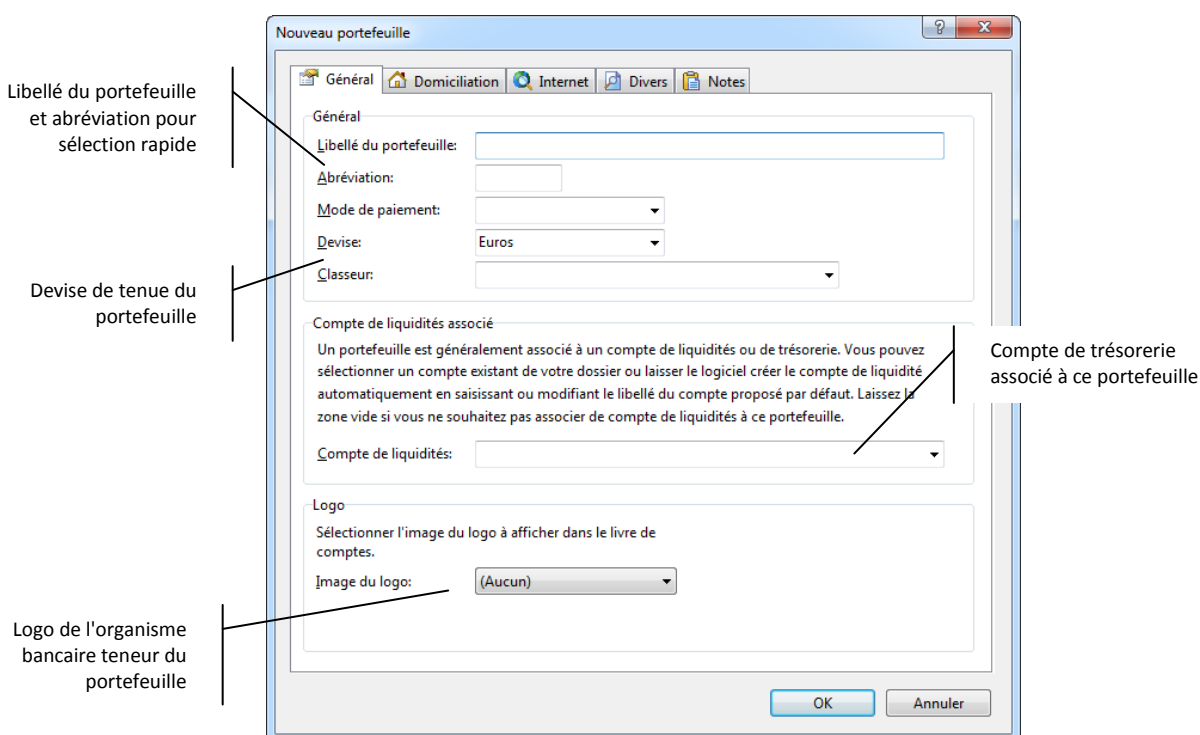 Nouveau portefeuille
Général
Domiciliation
Internet
Divers
Notes
Libellé du portefeuille
et abréviation pour
sélection rapide
Général
Libellé du portefeuille:
Abréviation:
Mode de paiement:
Devise:
Euros
Classeur:
Devise de tenue du
portefeuille
Compte de liquidités associé
Un portefeuille est généralement associé à un compte de liquidités ou de trésorerie. Vous pouvez
sélectionner un compte existant de votre dossier ou laisser le logiciel créer le compte de liquidité
automatiquement en saisissant ou modifiant le libellé du compte proposé par défaut. Laissez la
zone vide si vous ne souhaitez pas associer de compte de liquidités à ce portefeuille.
Compte de liquidités:
Compte de trésorerie
associé à ce portefeuille
Logo
Sélectionner l'image du logo à afficher dans le livre de
comptes.
Image du logo:
(Aucun)
Logo de l'organisme
bancaire teneur du
portefeuille
OK
Annuler